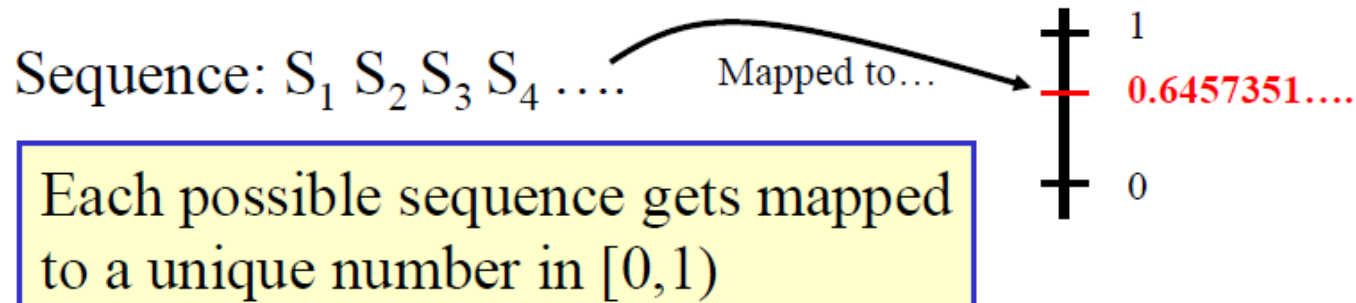 1
Sequence: S₁ S₂ S₃ S₄ ….
Mapped to…
0.6457351….
Each possible sequence gets mapped
to a unique number in [0,1)
0